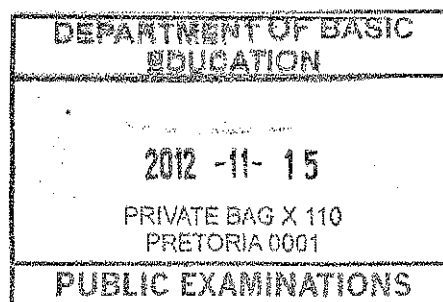 DEPARTMENT OF BASIC
EDUCATION
2012 -11- 15
PRIVATE BAG X 110
PRETORIA 0001
PUBLIC EXAMINATIONS